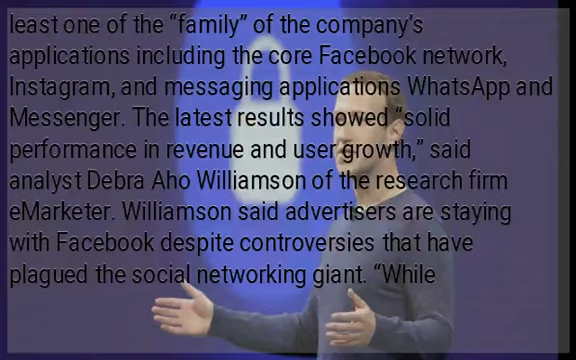 least one of the “family” of the company’s
applications including the core Facebook network,
Instagram, and messaging applications WhatsApp and
Messenger. The latest results showed “solid
performance in revenue and user growth,” said
analyst Debra Aho Williamson of the research firm
eMarketer. Williamson said advertisers are staying
with Facebook despite controversies that have
plagued the social networking giant. “While